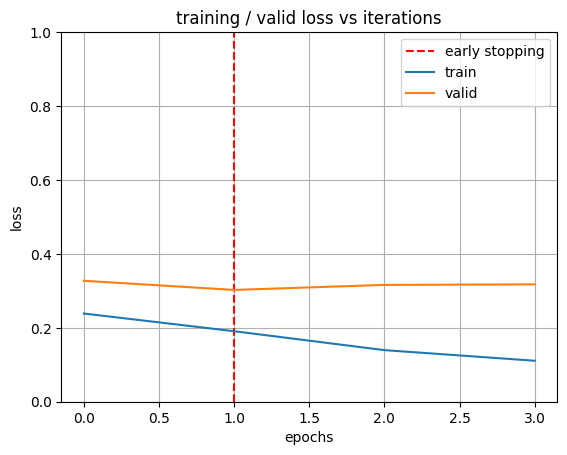 training / valid loss vs iterations
1.0
0.8
0.6
0.4
0.2
0.0
loss
early stopping
train
valid
0.0 0.5 1.0 1.5 2.0 2.5 3.0
epochs